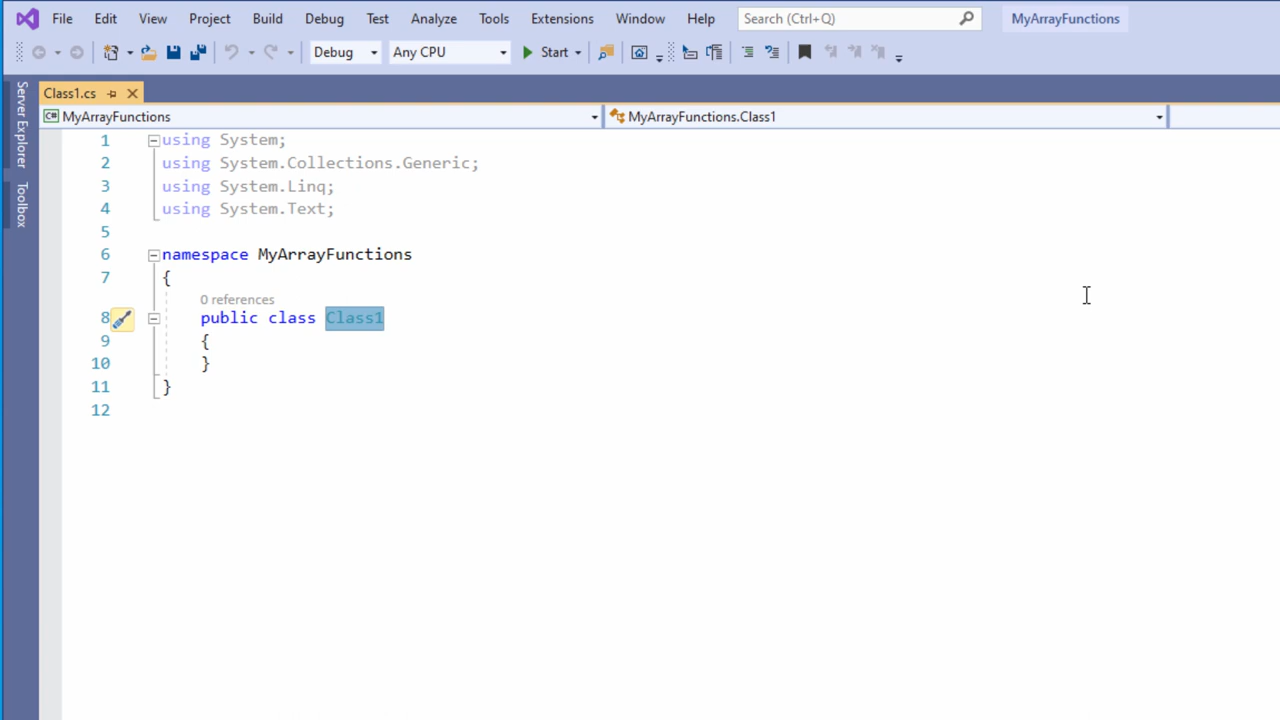 File Edit View Project Build Debug Test Analyze Tools Extensions Window Help Search (Ctrl+Q) MyArrayFunctions
Debug Any CPU Start
Server Explorer
Toolbox
Class1.cs
C# MyArrayFunctions MyArrayFunctions.Class1
1 using System;
2 using System.Collections.Generic;
3 using System.Linq;
4 using System.Text;
5
6 namespace MyArrayFunctions
7 {
0 references
8 public class Class1
9 {
10 }
11 }
12